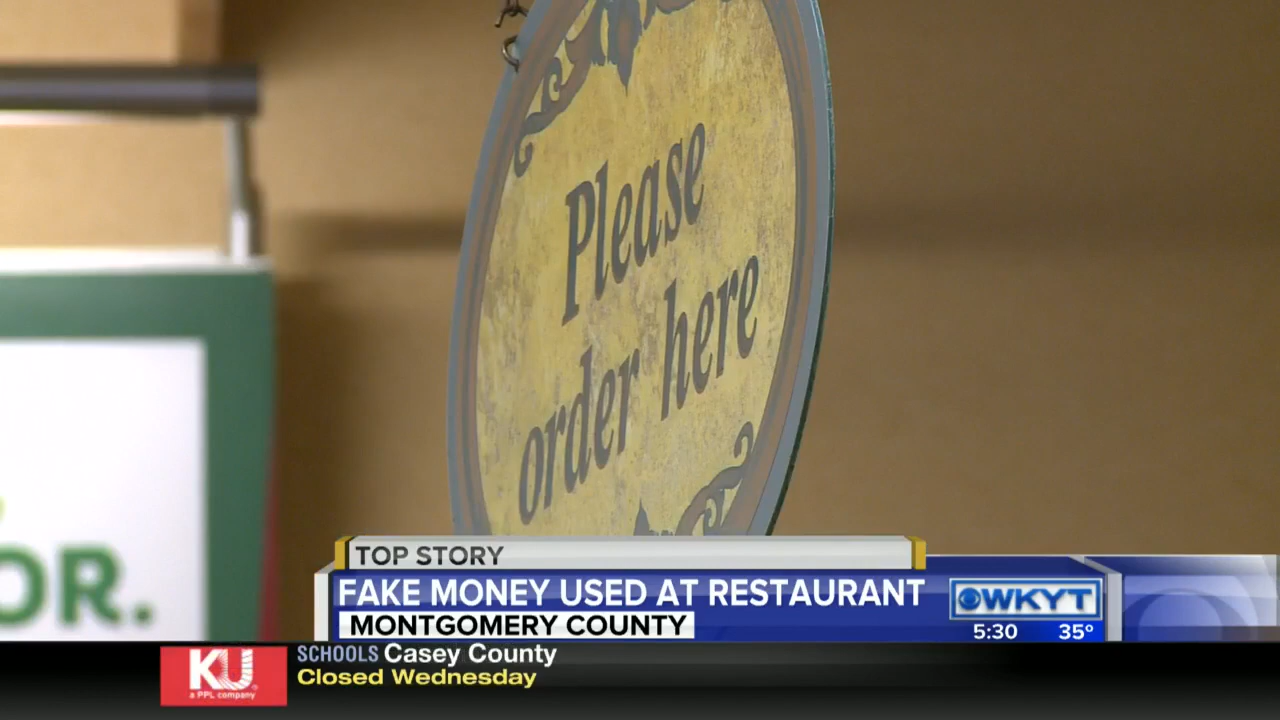 Please
order here
OR.
TOP STORY
FAKE MONEY USED AT RESTAURANT
WKYT
MONTGOMERY COUNTY
5:30 35°
KU
a PPL company
SCHOOLS Casey County
Closed Wednesday